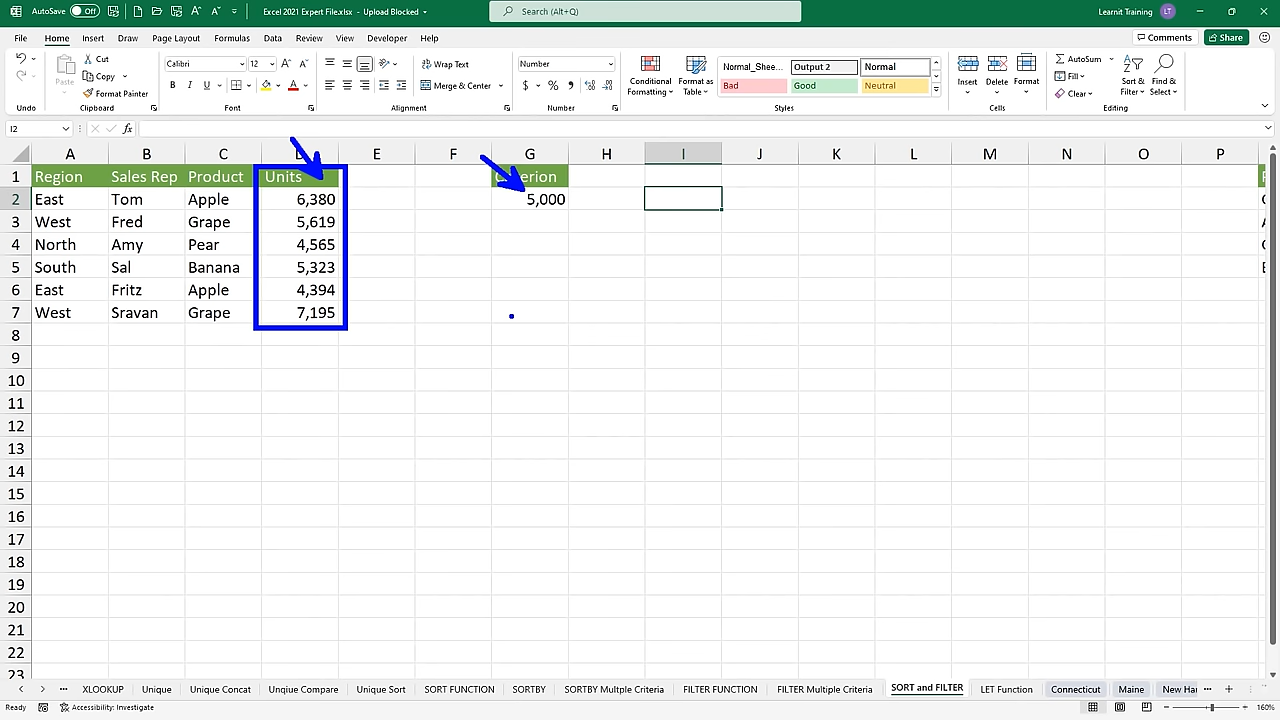 AutoSave Off Excel 2021 Expert File.xlsx - Upload Blocked Search (Alt+Q) Learnit Training LT
File Home Insert Draw Page Layout Formulas Data Review View Developer Help Comments Share
Undo
Paste Cut Copy Format Painter
Clipboard
Calibri 12
B I U
Font
Wrap Text
Merge & Center
Alignment
Number
$ %
Number
Conditional Formatting
Format as Table
Normal_Shee... Output 2 Normal
Bad Good Neutral
Styles
Insert Delete Format
Cells
AutoSum
Fill
Clear
Sort & Filter
Find & Select
Editing
I2 fx
A B C E F G H I J K L M N O P
1 Region Sales Rep Product Units
2 East Tom Apple 6,380 5,000
3 West Fred Grape 5,619
4 North Amy Pear 4,565
5 South Sal Banana 5,323
6 East Fritz Apple 4,394
7 West Sravan Grape 7,195
8
9
10
11
12
13
14
15
16
17
18
19
20
21
22
23
XLOOKUP Unique Unique Concat Unqiue Compare Unique Sort SORT FUNCTION SORTBY SORTBY Multple Criteria FILTER FUNCTION FILTER Multiple Criteria SORT and FILTER LET Function Connecticut Maine New Ha
Ready Accessibility: Investigate 160%